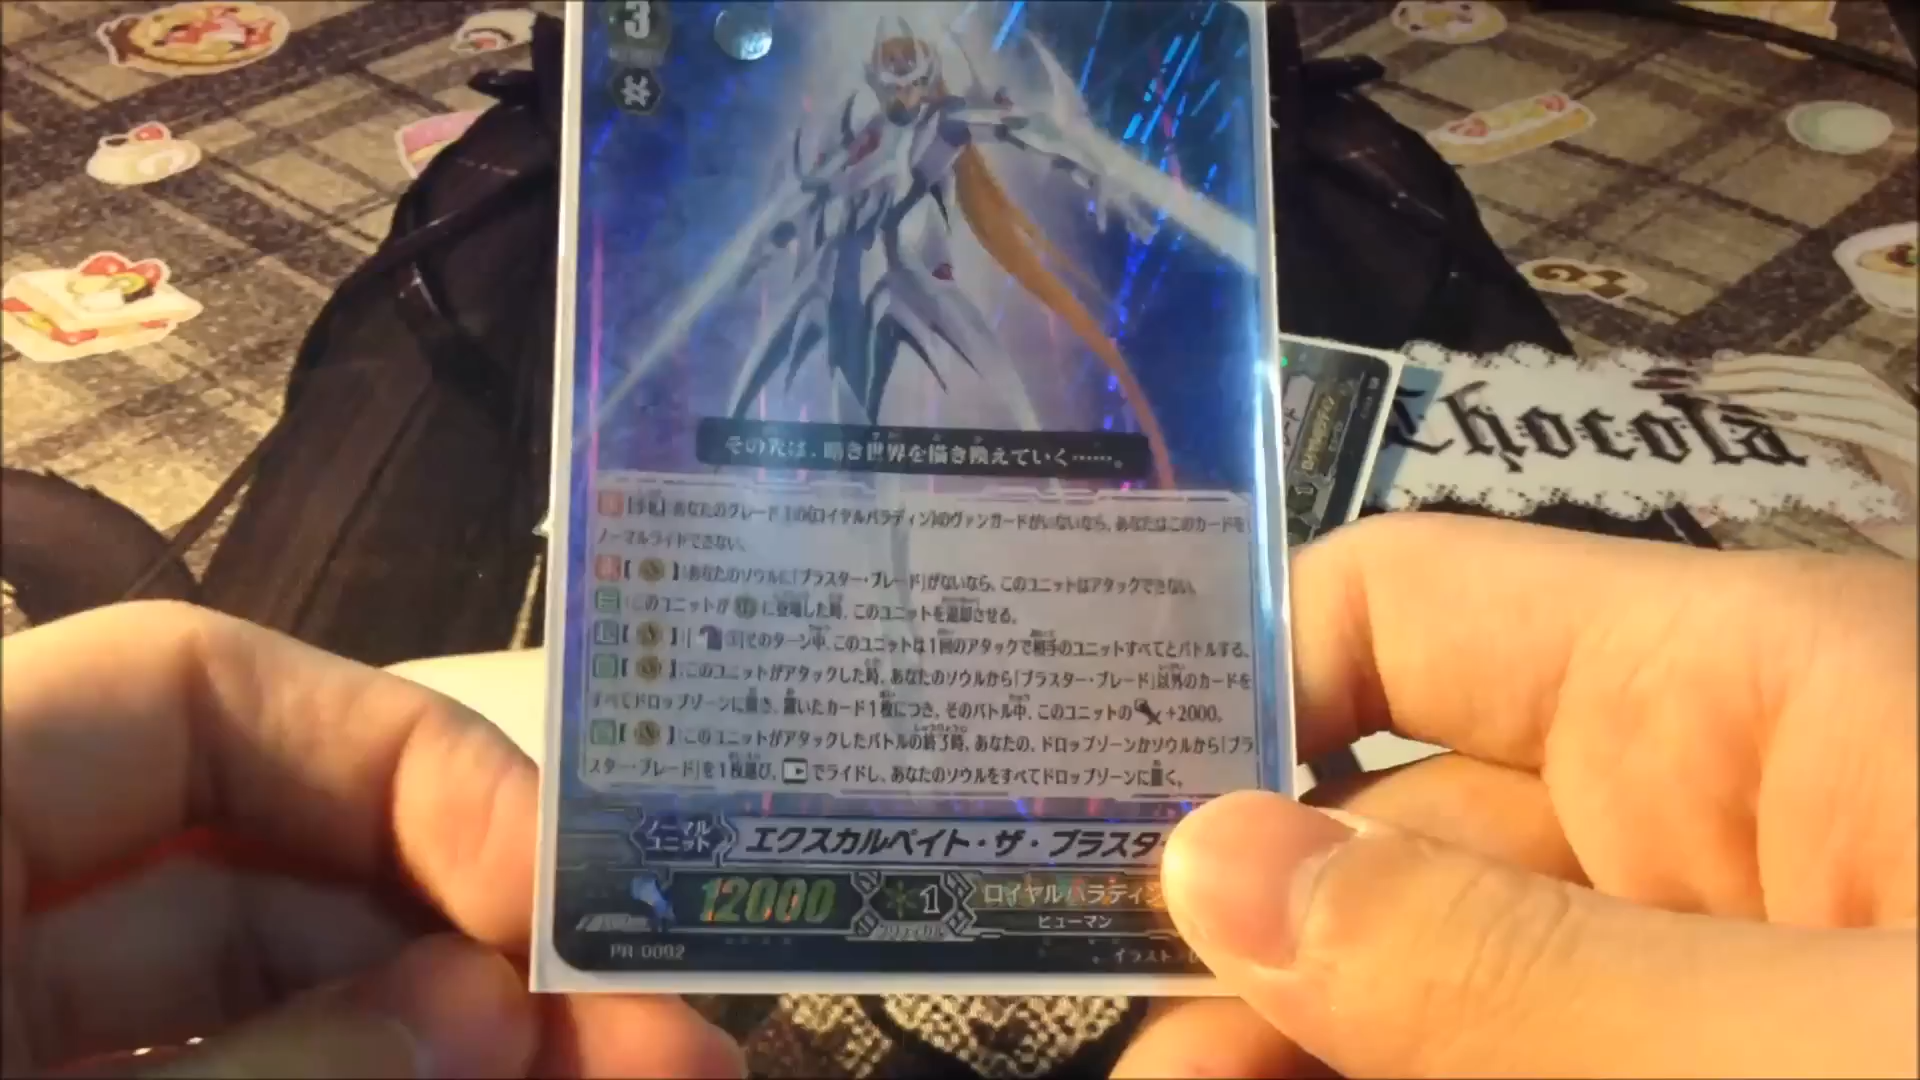 3
その先は、暗き世界を描き換えていく……。
【手札】:あなたのグレード3の《ロイヤルパラディン》のヴァンガードがいないなら、あなたはこのカードを
ノーマルライドできない。
【 】:あなたのソウルに「ブラスター・ブレード」がないなら、このユニットはアタックできない。
:このユニットが に登場した時、このユニットを退却させる。
【 】:[ ]そのターン中、このユニットは1回のアタックで相手のユニットすべてとバトルする。
【 】:このユニットがアタックした時、あなたのソウルから「ブラスター・ブレード」以外のカードを
すべてドロップゾーンに置き、置いたカード1枚につき、そのバトル中、このユニットの +2000。
【 】:このユニットがアタックしたバトルの終了時、あなたの、ドロップゾーンかソウルから「ブラ
スター・ブレード」を1枚選び、 でライドし、あなたのソウルをすべてドロップゾーンに置く。
ノーマル
ユニット
エクスカルペイト・ザ・ブラスタ
12000
1
クリティカル
ロイヤルパラディン
ヒューマン
PR-0092
イラスト
Chocola